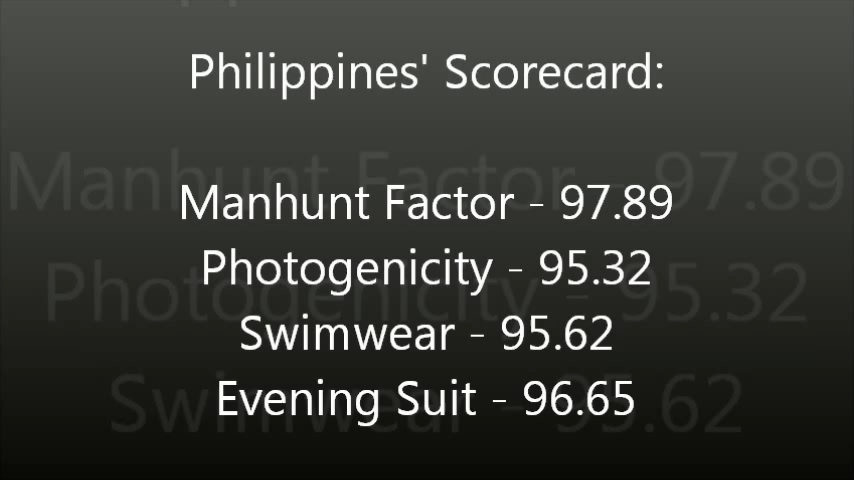 Philippines' Scorecard:
Manhunt Factor - 97.89
Photogenicity - 95.32
Swimwear - 95.62
Evening Suit - 96.65